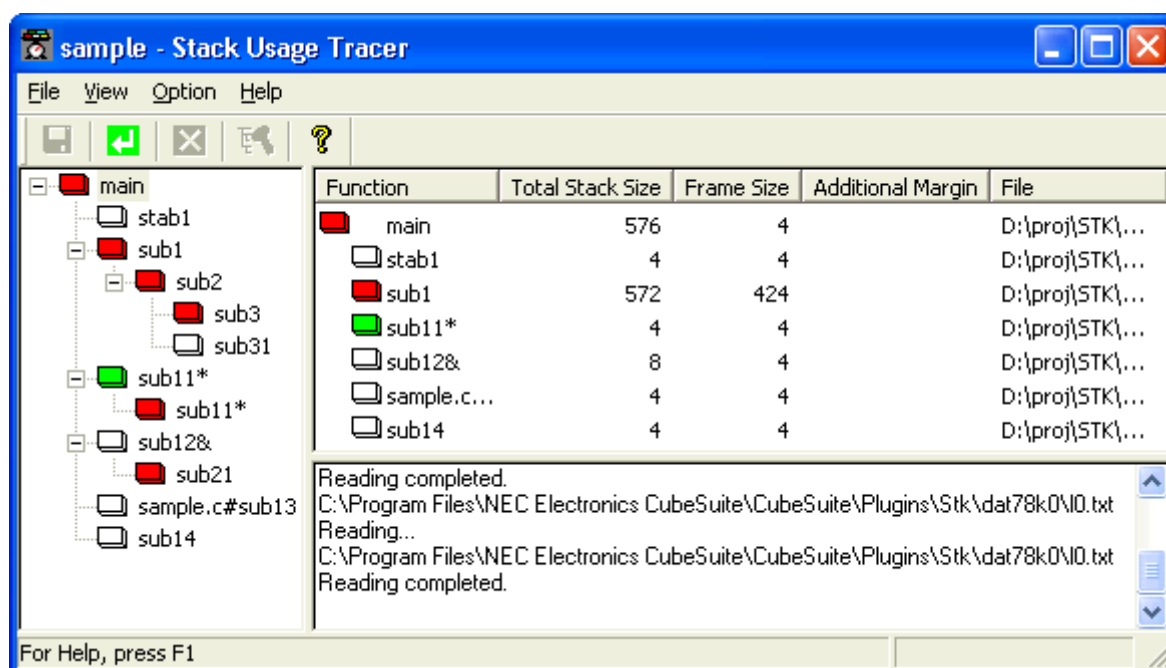 sample - Stack Usage Tracer
File View Option Help
main
stab1
sub1
sub2
sub3
sub31
sub11*
sub11*
sub12&
sub21
sample.c#sub13
sub14
Function Total Stack Size Frame Size Additional Margin File
main 576 4 D:\proj\STK\...
stab1 4 4 D:\proj\STK\...
sub1 572 424 D:\proj\STK\...
sub11* 4 4 D:\proj\STK\...
sub12& 8 4 D:\proj\STK\...
sample.c... 4 4 D:\proj\STK\...
sub14 4 4 D:\proj\STK\...
Reading completed.
C:\Program Files\NEC Electronics CubeSuite\CubeSuite\Plugins\Stk\dat78k0\l0.txt
Reading...
C:\Program Files\NEC Electronics CubeSuite\CubeSuite\Plugins\Stk\dat78k0\l0.txt
Reading completed.
For Help, press F1